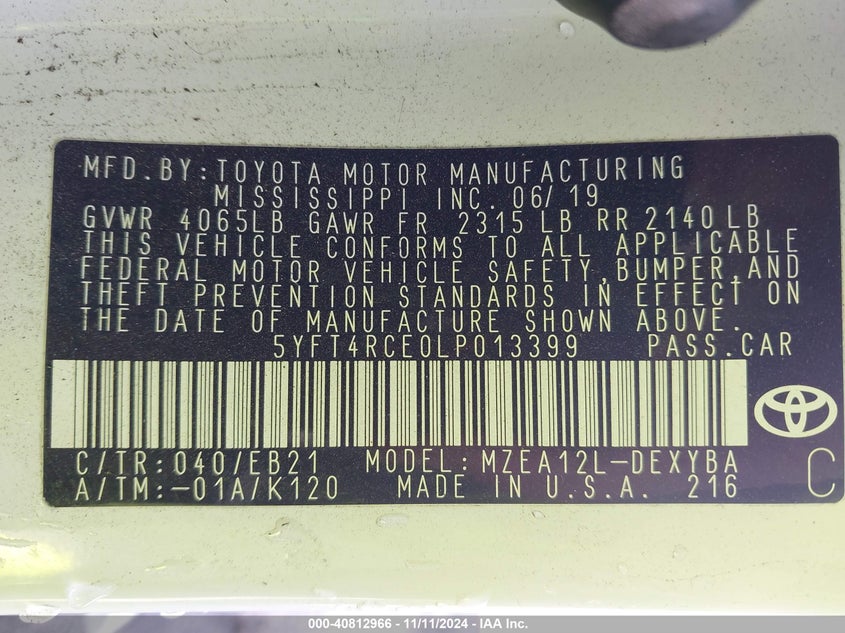 MFD.BY:TOYOTA MOTOR MANUFACTURING
MISSISSIPPI INC. 06/19
GVWR 4065LB GAWR FR 2315 LB RR 2140 LB
THIS VEHICLE CONFORMS TO ALL APPLICABLE
FEDERAL MOTOR VEHICLE SAFETY,BUMPER,AND
THEFT PREVENTION STANDARDS IN EFFECT ON
THE DATE OF MANUFACTURE SHOWN ABOVE.
5YFT4RCE0LP013399 PASS.CAR
C/TR:040/EB21 MODEL:MZEA12L-DEXYBA
A/TM:-01A/K120 MADE IN U.S.A. 216 C
000-40812966 - 11/11/2024 - IAA Inc.